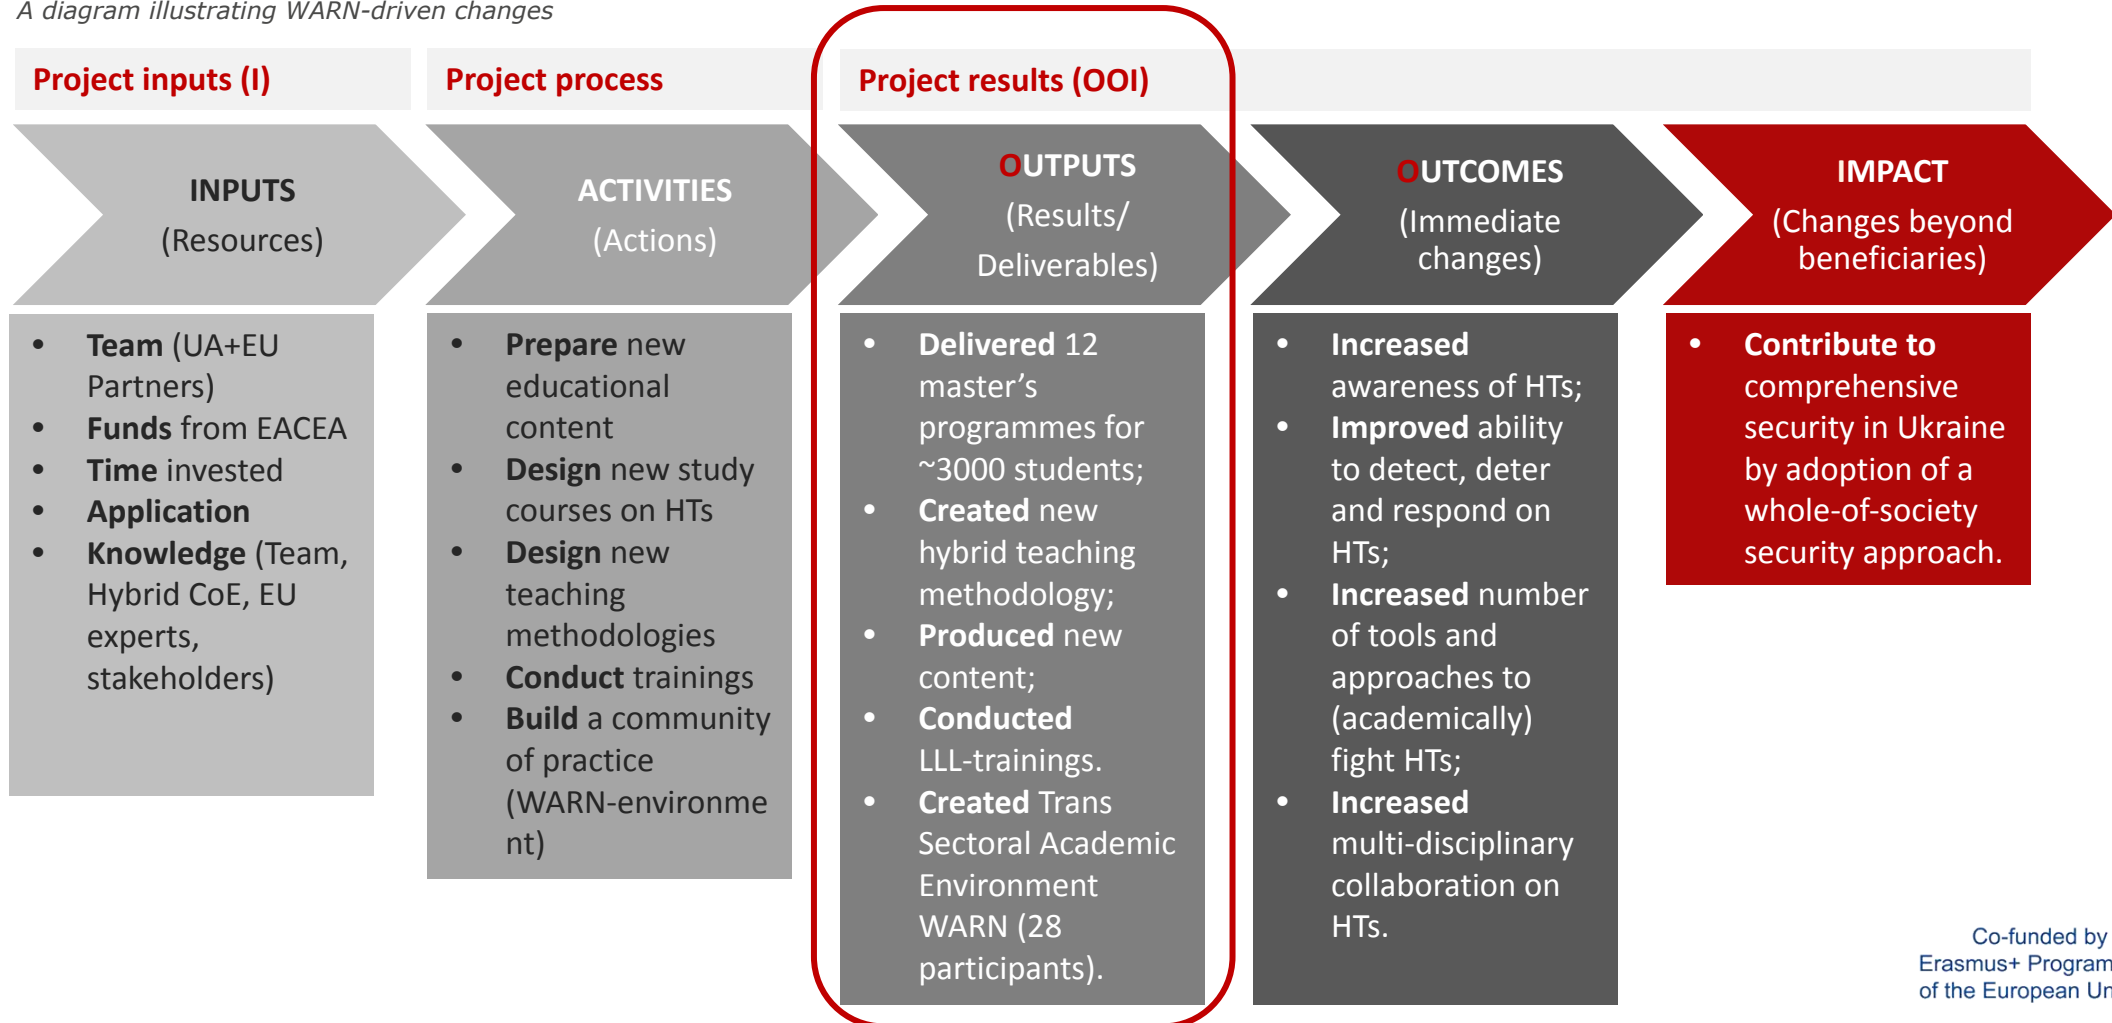 A diagram illustrating WARN-driven changes
Project inputs (I)
Project process
Project results (OOI)
INPUTS
(Resources)
ACTIVITIES
(Actions)
OUTPUTS
(Results/
Deliverables)
OUTCOMES
(Immediate
changes)
IMPACT
(Changes beyond
beneficiaries)
• Team (UA+EU
Partners)
• Funds from EACEA
• Time invested
• Application
• Knowledge (Team,
Hybrid CoE, EU
experts,
stakeholders)
• Prepare new
educational
content
• Design new study
courses on HTs
• Design new
teaching
methodologies
• Conduct trainings
• Build a community
of practice
(WARN-environme
nt)
• Delivered 12
master's
programmes for
~3000 students;
• Created new
hybrid teaching
methodology;
• Produced new
content;
• Conducted
LLL-trainings.
• Created Trans
Sectoral Academic
Environment
WARN (28
participants).
• Increased
awareness of HTs;
• Improved ability
to detect, deter
and respond on
HTs;
• Increased number
of tools and
approaches to
(academically)
fight HTs;
• Increased
multi-disciplinary
collaboration on
HTs.
• Contribute to
comprehensive
security in Ukraine
by adoption of a
whole-of-society
security approach.
Co-funded by
Erasmus+ Program
of the European Un